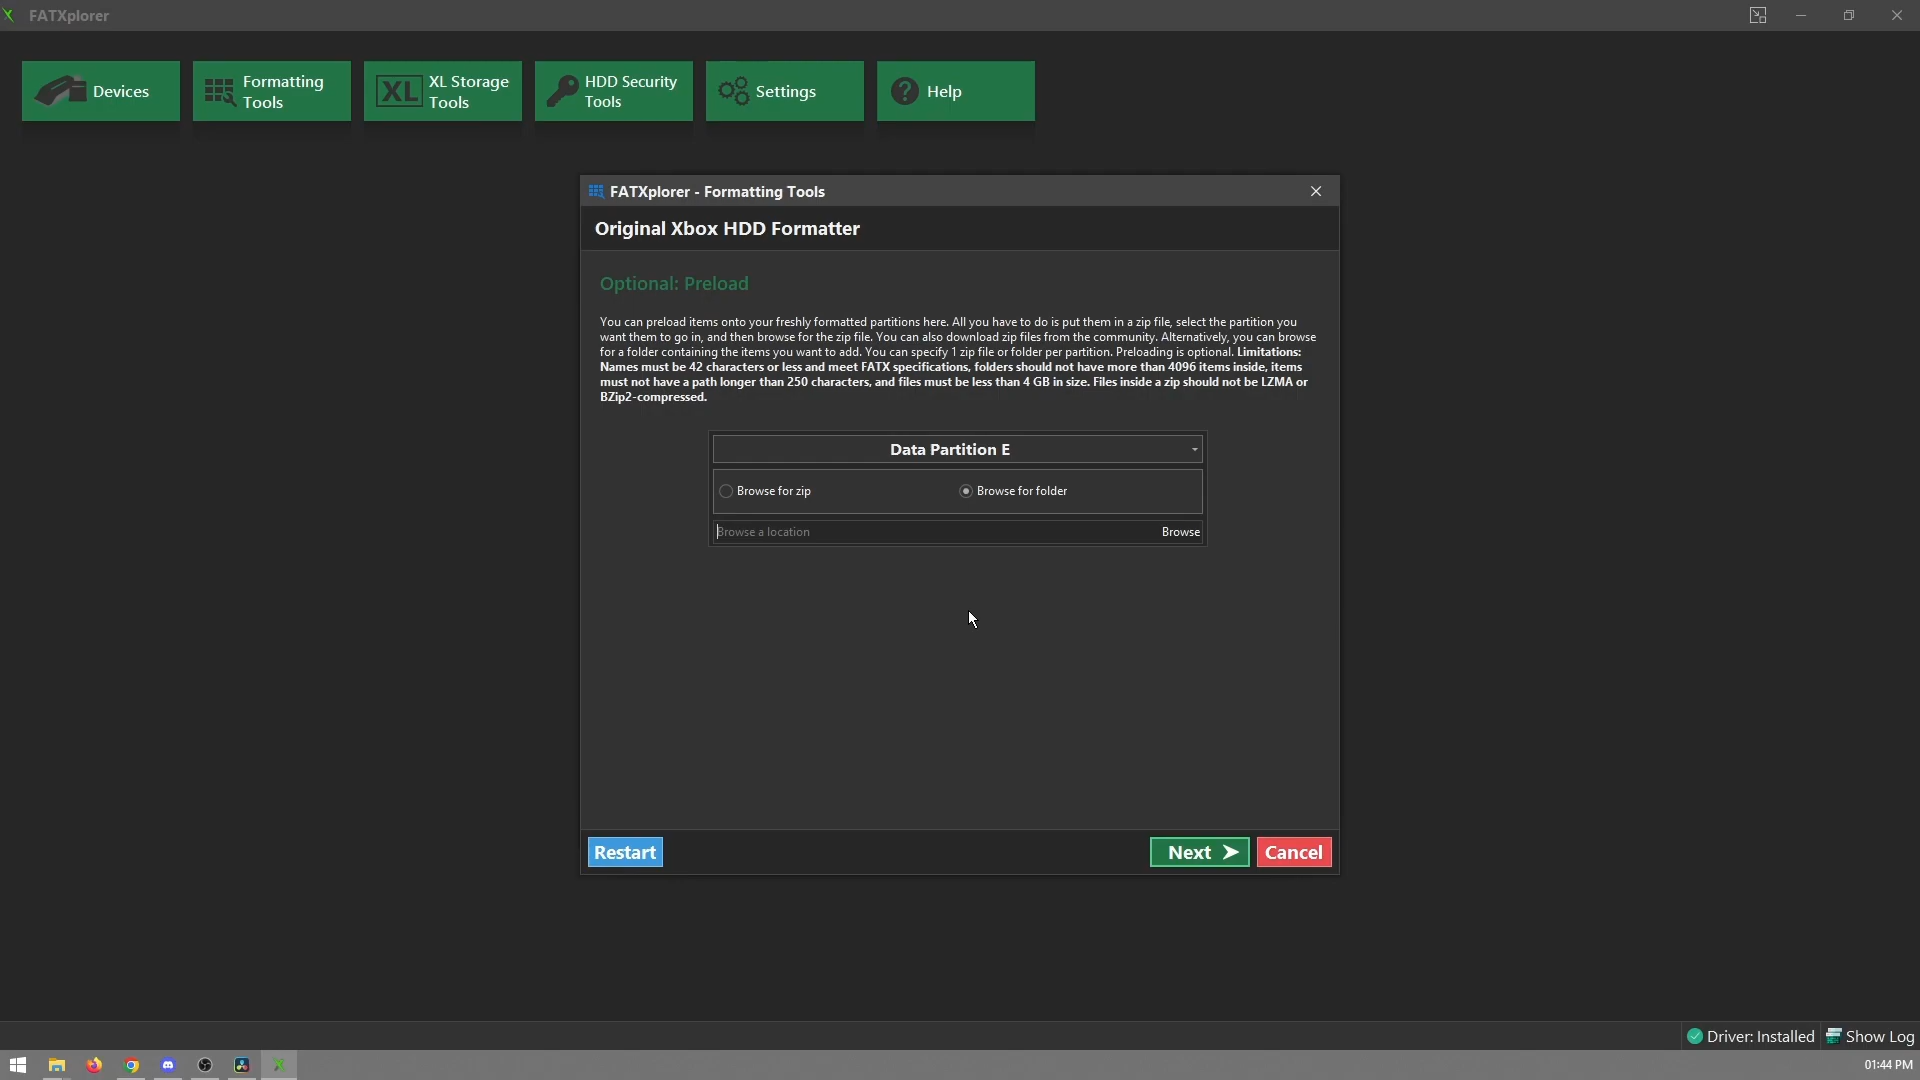 FATXplorer
Devices
Formatting
Tools
XL
XL Storage
Tools
HDD Security
Tools
Settings
? Help
FATXplorer - Formatting Tools
Original Xbox HDD Formatter
Optional: Preload
You can preload items onto your freshly formatted partitions here. All you have to do is put them in a zip file, select the partition you
want them to go in, and then browse for the zip file. You can also download zip files from the community. Alternatively, you can browse
for a folder containing the items you want to add. You can specify 1 zip file or folder per partition. Preloading is optional. Limitations:
Names must be 42 characters or less and meet FATX specifications, folders should not have more than 4096 items inside, items
must not have a path longer than 250 characters, and files must be less than 4 GB in size. Files inside a zip should not be LZMA or
BZip2-compressed.
Data Partition E
Browse for zip
Browse for folder
Browse a location
Browse
Restart
Next
Cancel
Driver: Installed
Show Log
01:44 PM